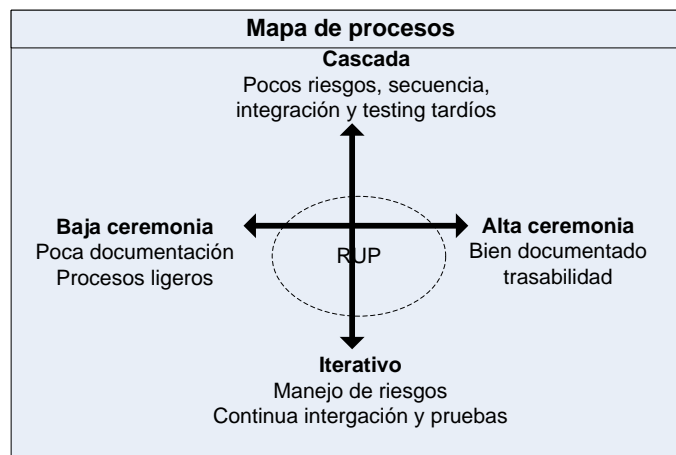 Mapa de procesos
Cascada
Pocos riesgos, secuencia,
integración y testing tardíos
Baja ceremonia
Poca documentación
Procesos ligeros
Alta ceremonia
Bien documentado
trasabilidad
RUP
Iterativo
Manejo de riesgos
Continua intergación y pruebas